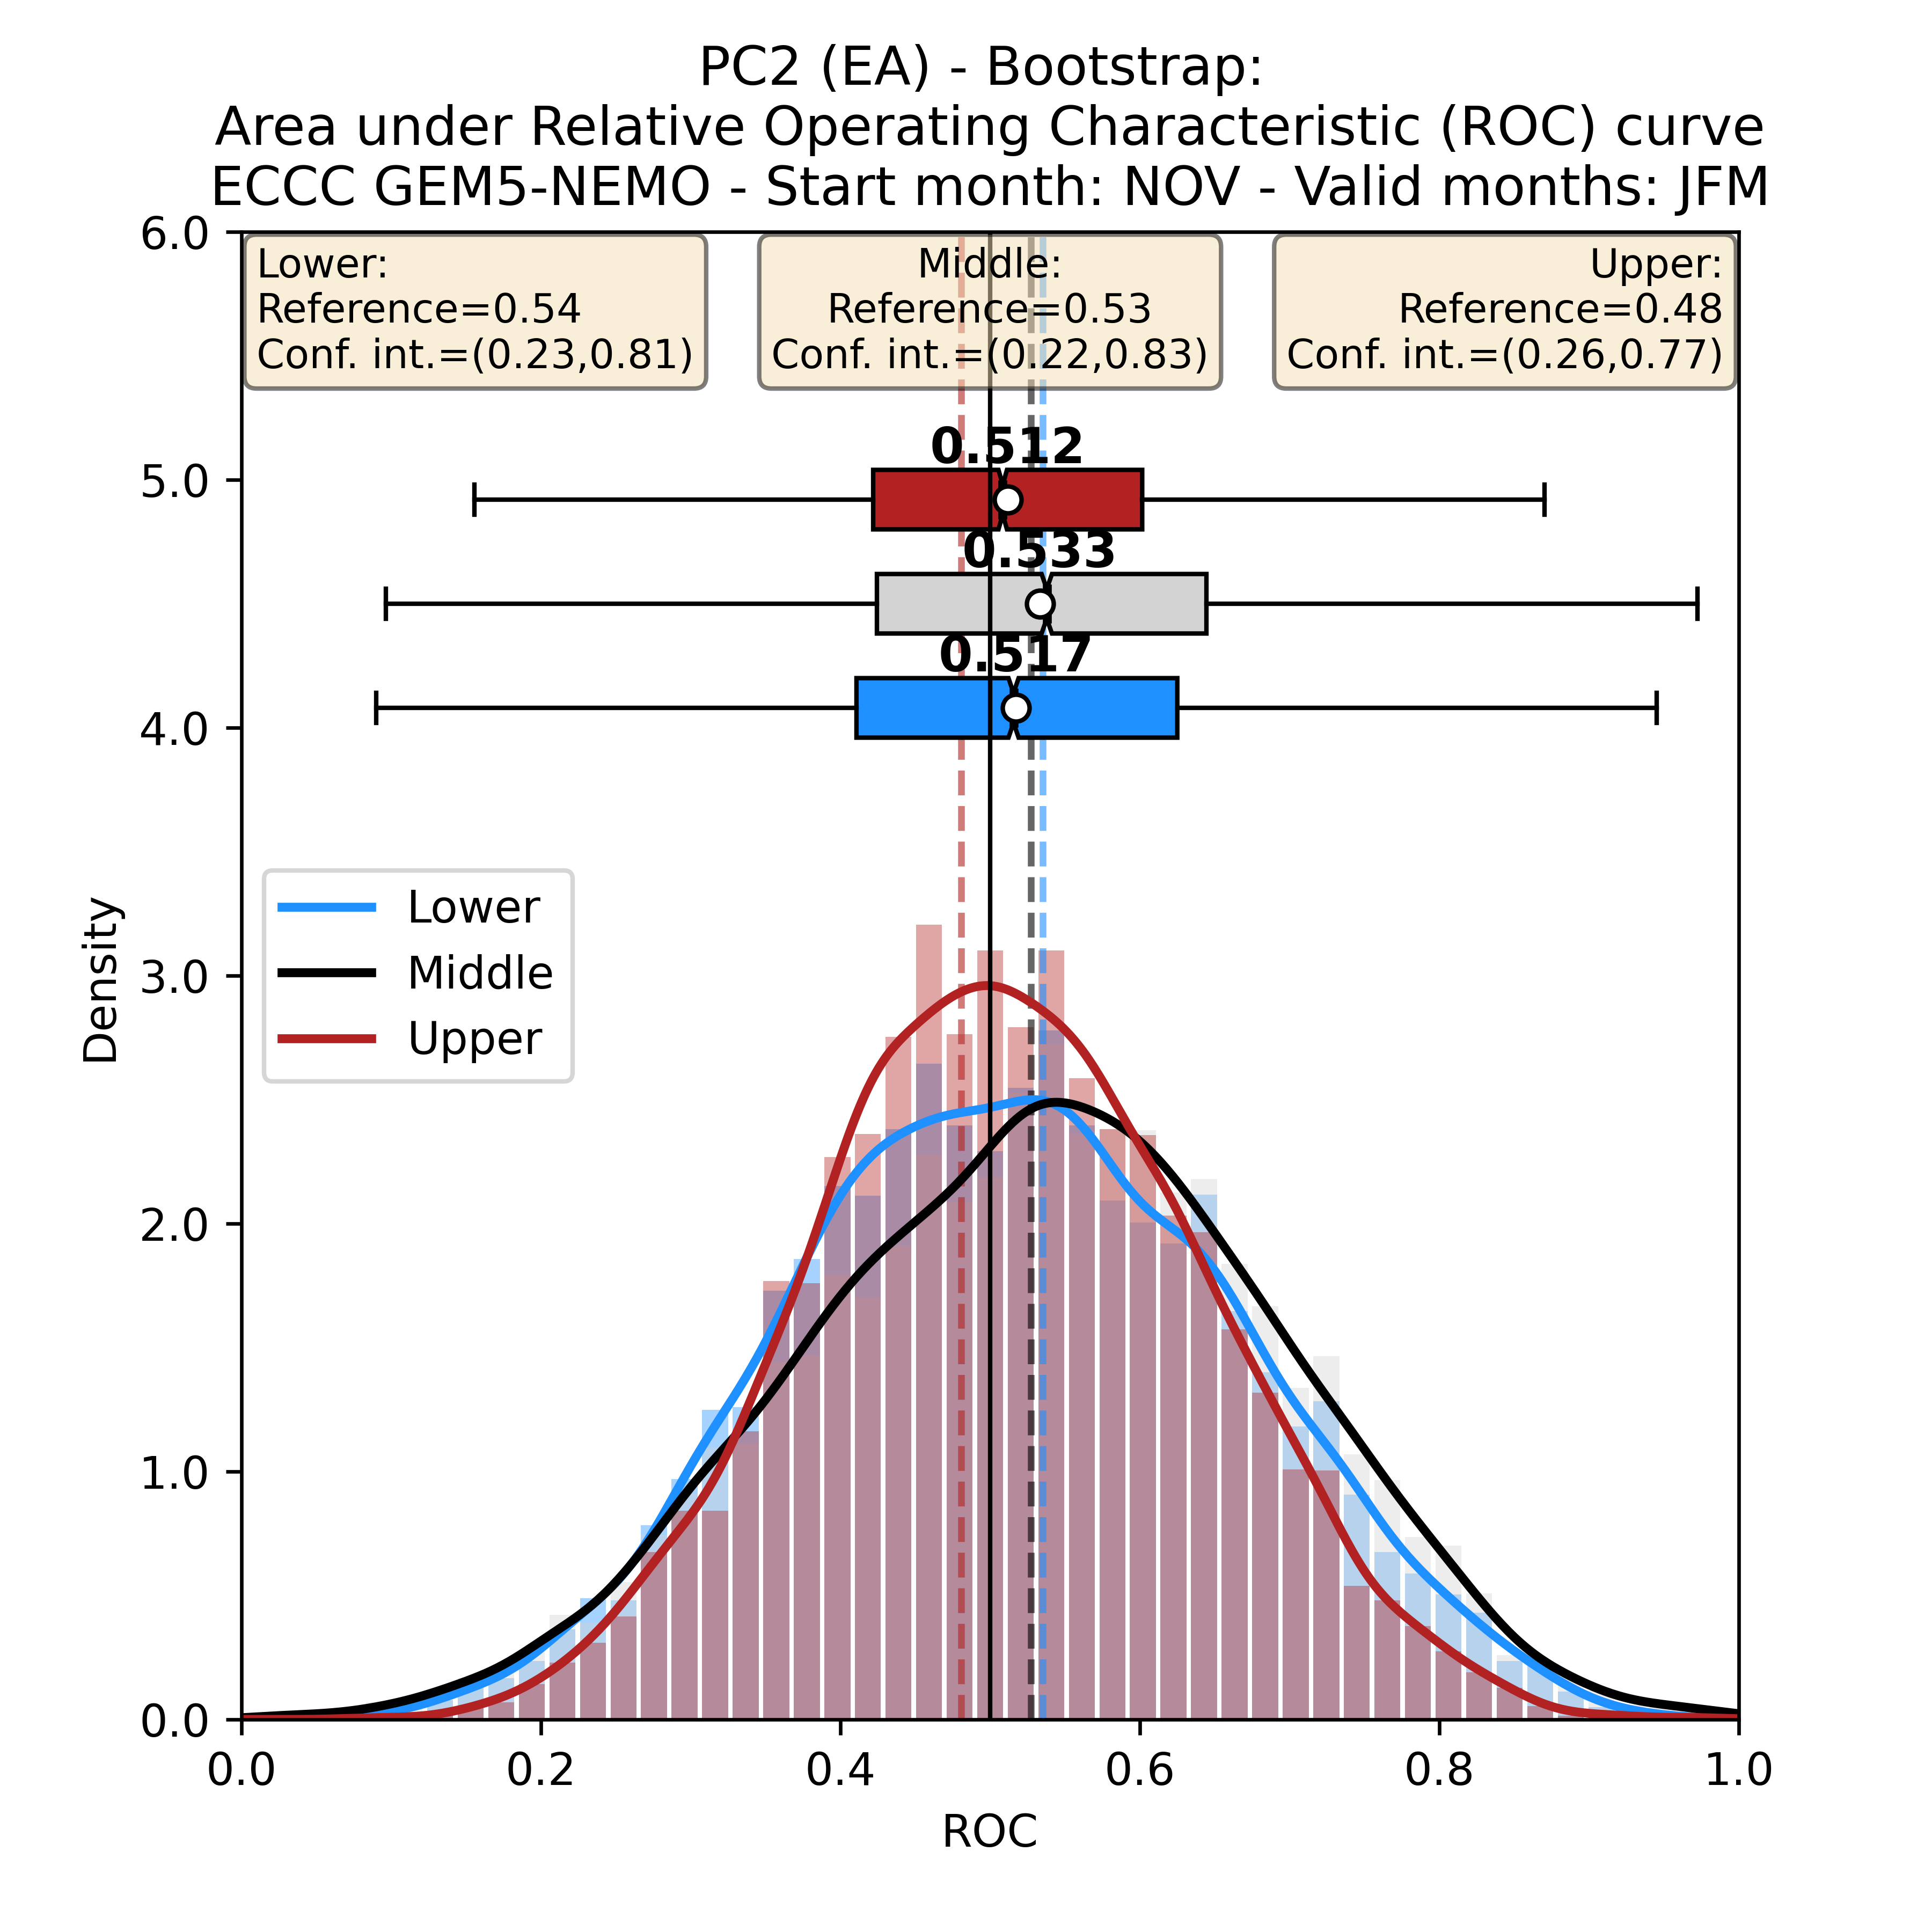 PC2 (EA) - Bootstrap:
Area under Relative Operating Characteristic (ROC) curve
ECCC GEM5-NEMO - Start month: NOV - Valid months: JFM
Lower:
Reference=0.54
Conf. int.=(0.23,0.81)
Middle:
Reference=0.53
Conf. int.=(0.22,0.83)
Upper:
Reference=0.48
Conf. int.=(0.26,0.77)
6.0
5.0
4.0
3.0
2.0
1.0
0.0
Density
0.512
0.533
0.517
Lower
Middle
Upper
0.0
0.2
0.4
0.6
0.8
1.0
ROC